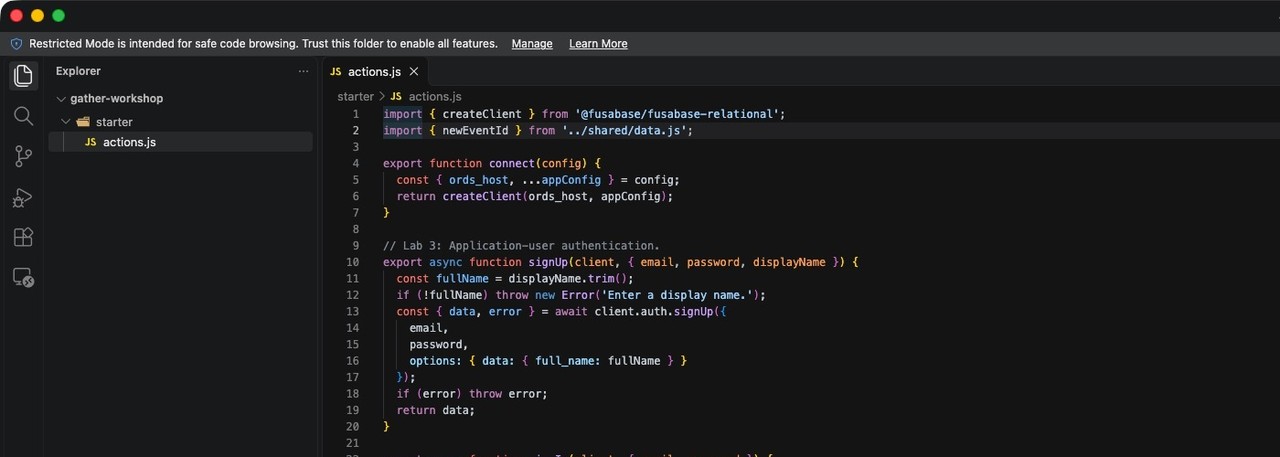 Restricted Mode is intended for safe code browsing. Trust this folder to enable all features. Manage Learn More
Explorer ···
gather-workshop
starter
JS actions.js
JS actions.js
starter > JS actions.js
1 import { createClient } from '@fusabase/fusabase-relational';
2 import { newEventId } from '../shared/data.js';
3
4 export function connect(config) {
5 const { ords_host, ...appConfig } = config;
6 return createClient(ords_host, appConfig);
7 }
8
9 // Lab 3: Application-user authentication.
10 export async function signUp(client, { email, password, displayName }) {
11 const fullName = displayName.trim();
12 if (!fullName) throw new Error('Enter a display name.');
13 const { data, error } = await client.auth.signUp({
14 email,
15 password,
16 options: { data: { full_name: fullName } }
17 });
18 if (error) throw error;
19 return data;
20 }
21